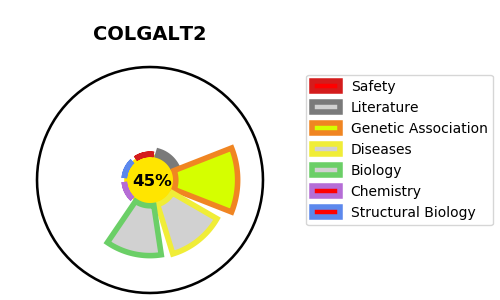 COLGALT2
45%
Safety
Literature
Genetic Association
Diseases
Biology
Chemistry
Structural Biology